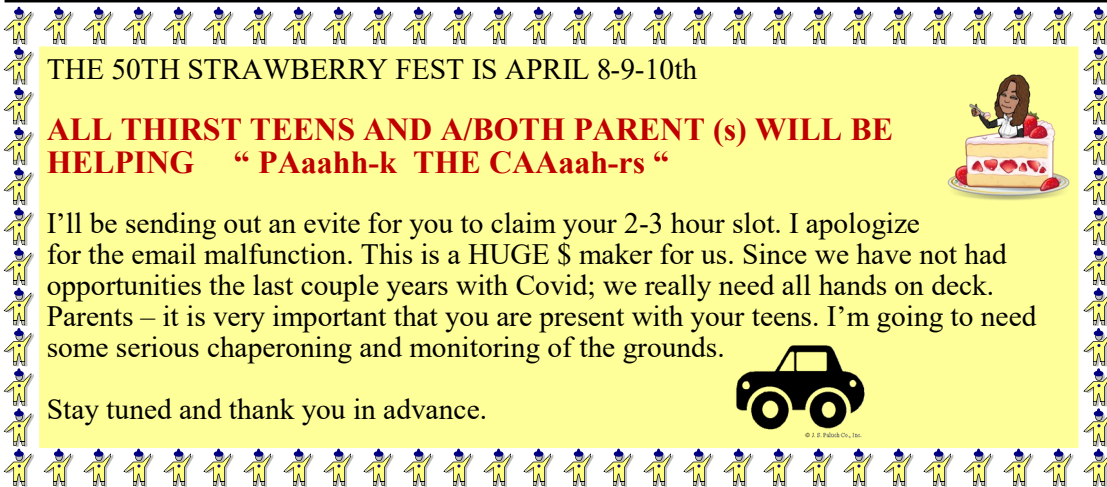 THE 50TH STRAWBERRY FEST IS APRIL 8-9-10th
ALL THIRST TEENS AND A/BOTH PARENT (s) WILL BE
HELPING “ PAaahh-k THE CAAaah-rs “
I’ll be sending out an evite for you to claim your 2-3 hour slot. I apologize
for the email malfunction. This is a HUGE $ maker for us. Since we have not had
opportunities the last couple years with Covid; we really need all hands on deck.
Parents – it is very important that you are present with your teens. I’m going to need
some serious chaperoning and monitoring of the grounds.
Stay tuned and thank you in advance.
© J. S. Paluch Co., Inc.